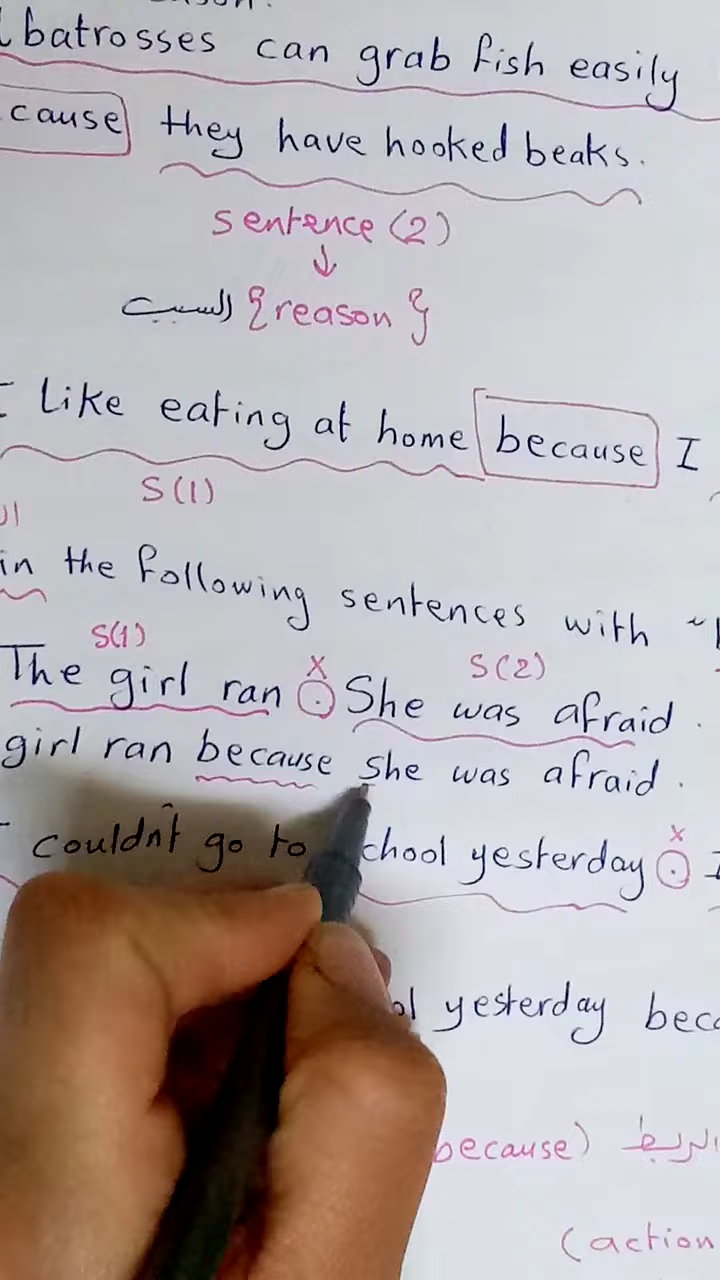 batrosses can grab fish easily
cause they have hooked beaks.
sentence (2)
↓
السبب {reason}
I like eating at home because I
S(1)
in the following sentences with "
S(1) x S(2)
The girl ran . She was afraid .
girl ran because she was afraid .
couldn't go to school yesterday . I
x
yesterday
because) الربط
(action